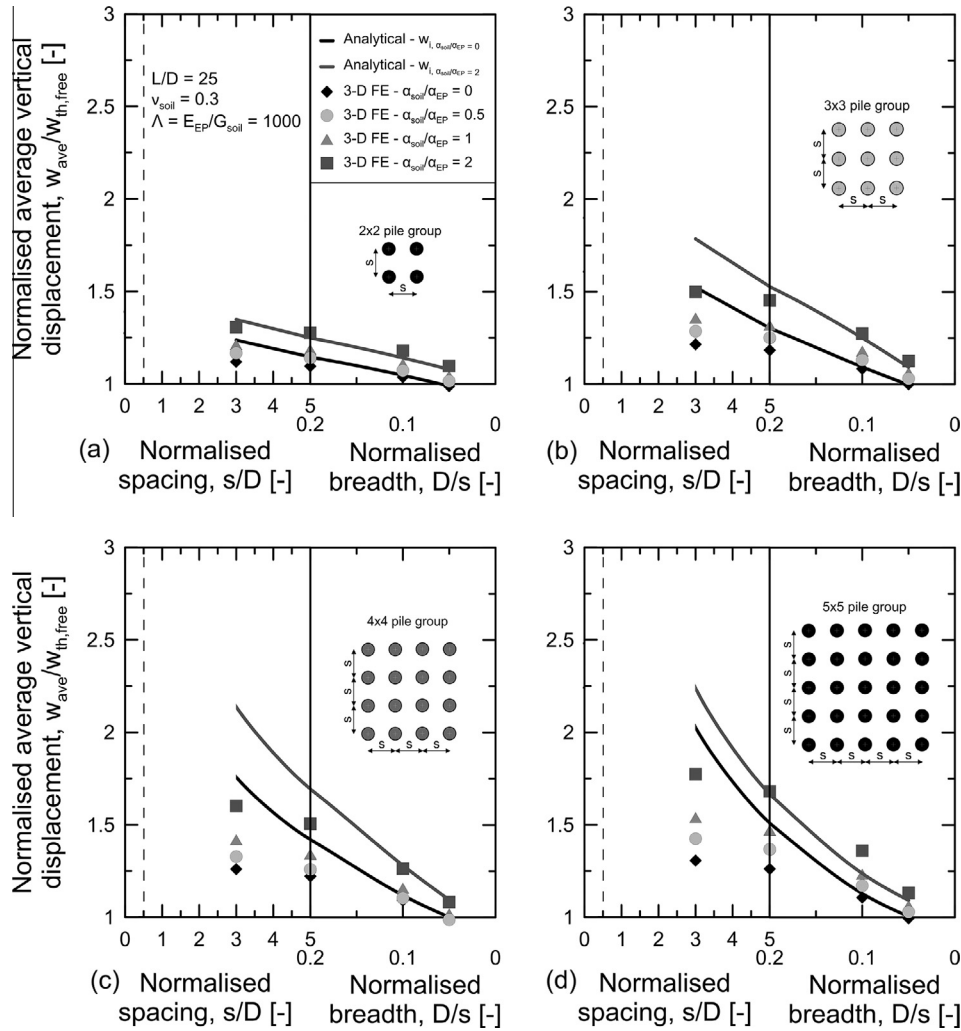 3
2.5
2
1.5
1
Normalised average vertical
displacement, w_ave/w_th,free [-]
L/D = 25
ν_soil = 0.3
Λ = E_EP/G_soil = 1000
Analytical - w_i, α_soil/α_EP = 0
Analytical - w_i, α_soil/α_EP = 2
3-D FE - α_soil/α_EP = 0
3-D FE - α_soil/α_EP = 0.5
3-D FE - α_soil/α_EP = 1
3-D FE - α_soil/α_EP = 2
2x2 pile group
s
s
0 1 2 3 4 5 0.1 0
0.2
(a) Normalised Normalised
spacing, s/D [-] breadth, D/s [-]
3
2.5
2
1.5
1
3x3 pile group
s
s
s s
0 1 2 3 4 5 0.1 0
0.2
(b) Normalised Normalised
spacing, s/D [-] breadth, D/s [-]
3
2.5
2
1.5
1
Normalised average vertical
displacement, w_ave/w_th,free [-]
4x4 pile group
s
s
s
s s s
0 1 2 3 4 5 0.1 0
0.2
(c) Normalised Normalised
spacing, s/D [-] breadth, D/s [-]
3
2.5
2
1.5
1
5x5 pile group
s
s
s
s
s s s s
0 1 2 3 4 5 0.1 0
0.2
(d) Normalised Normalised
spacing, s/D [-] breadth, D/s [-]